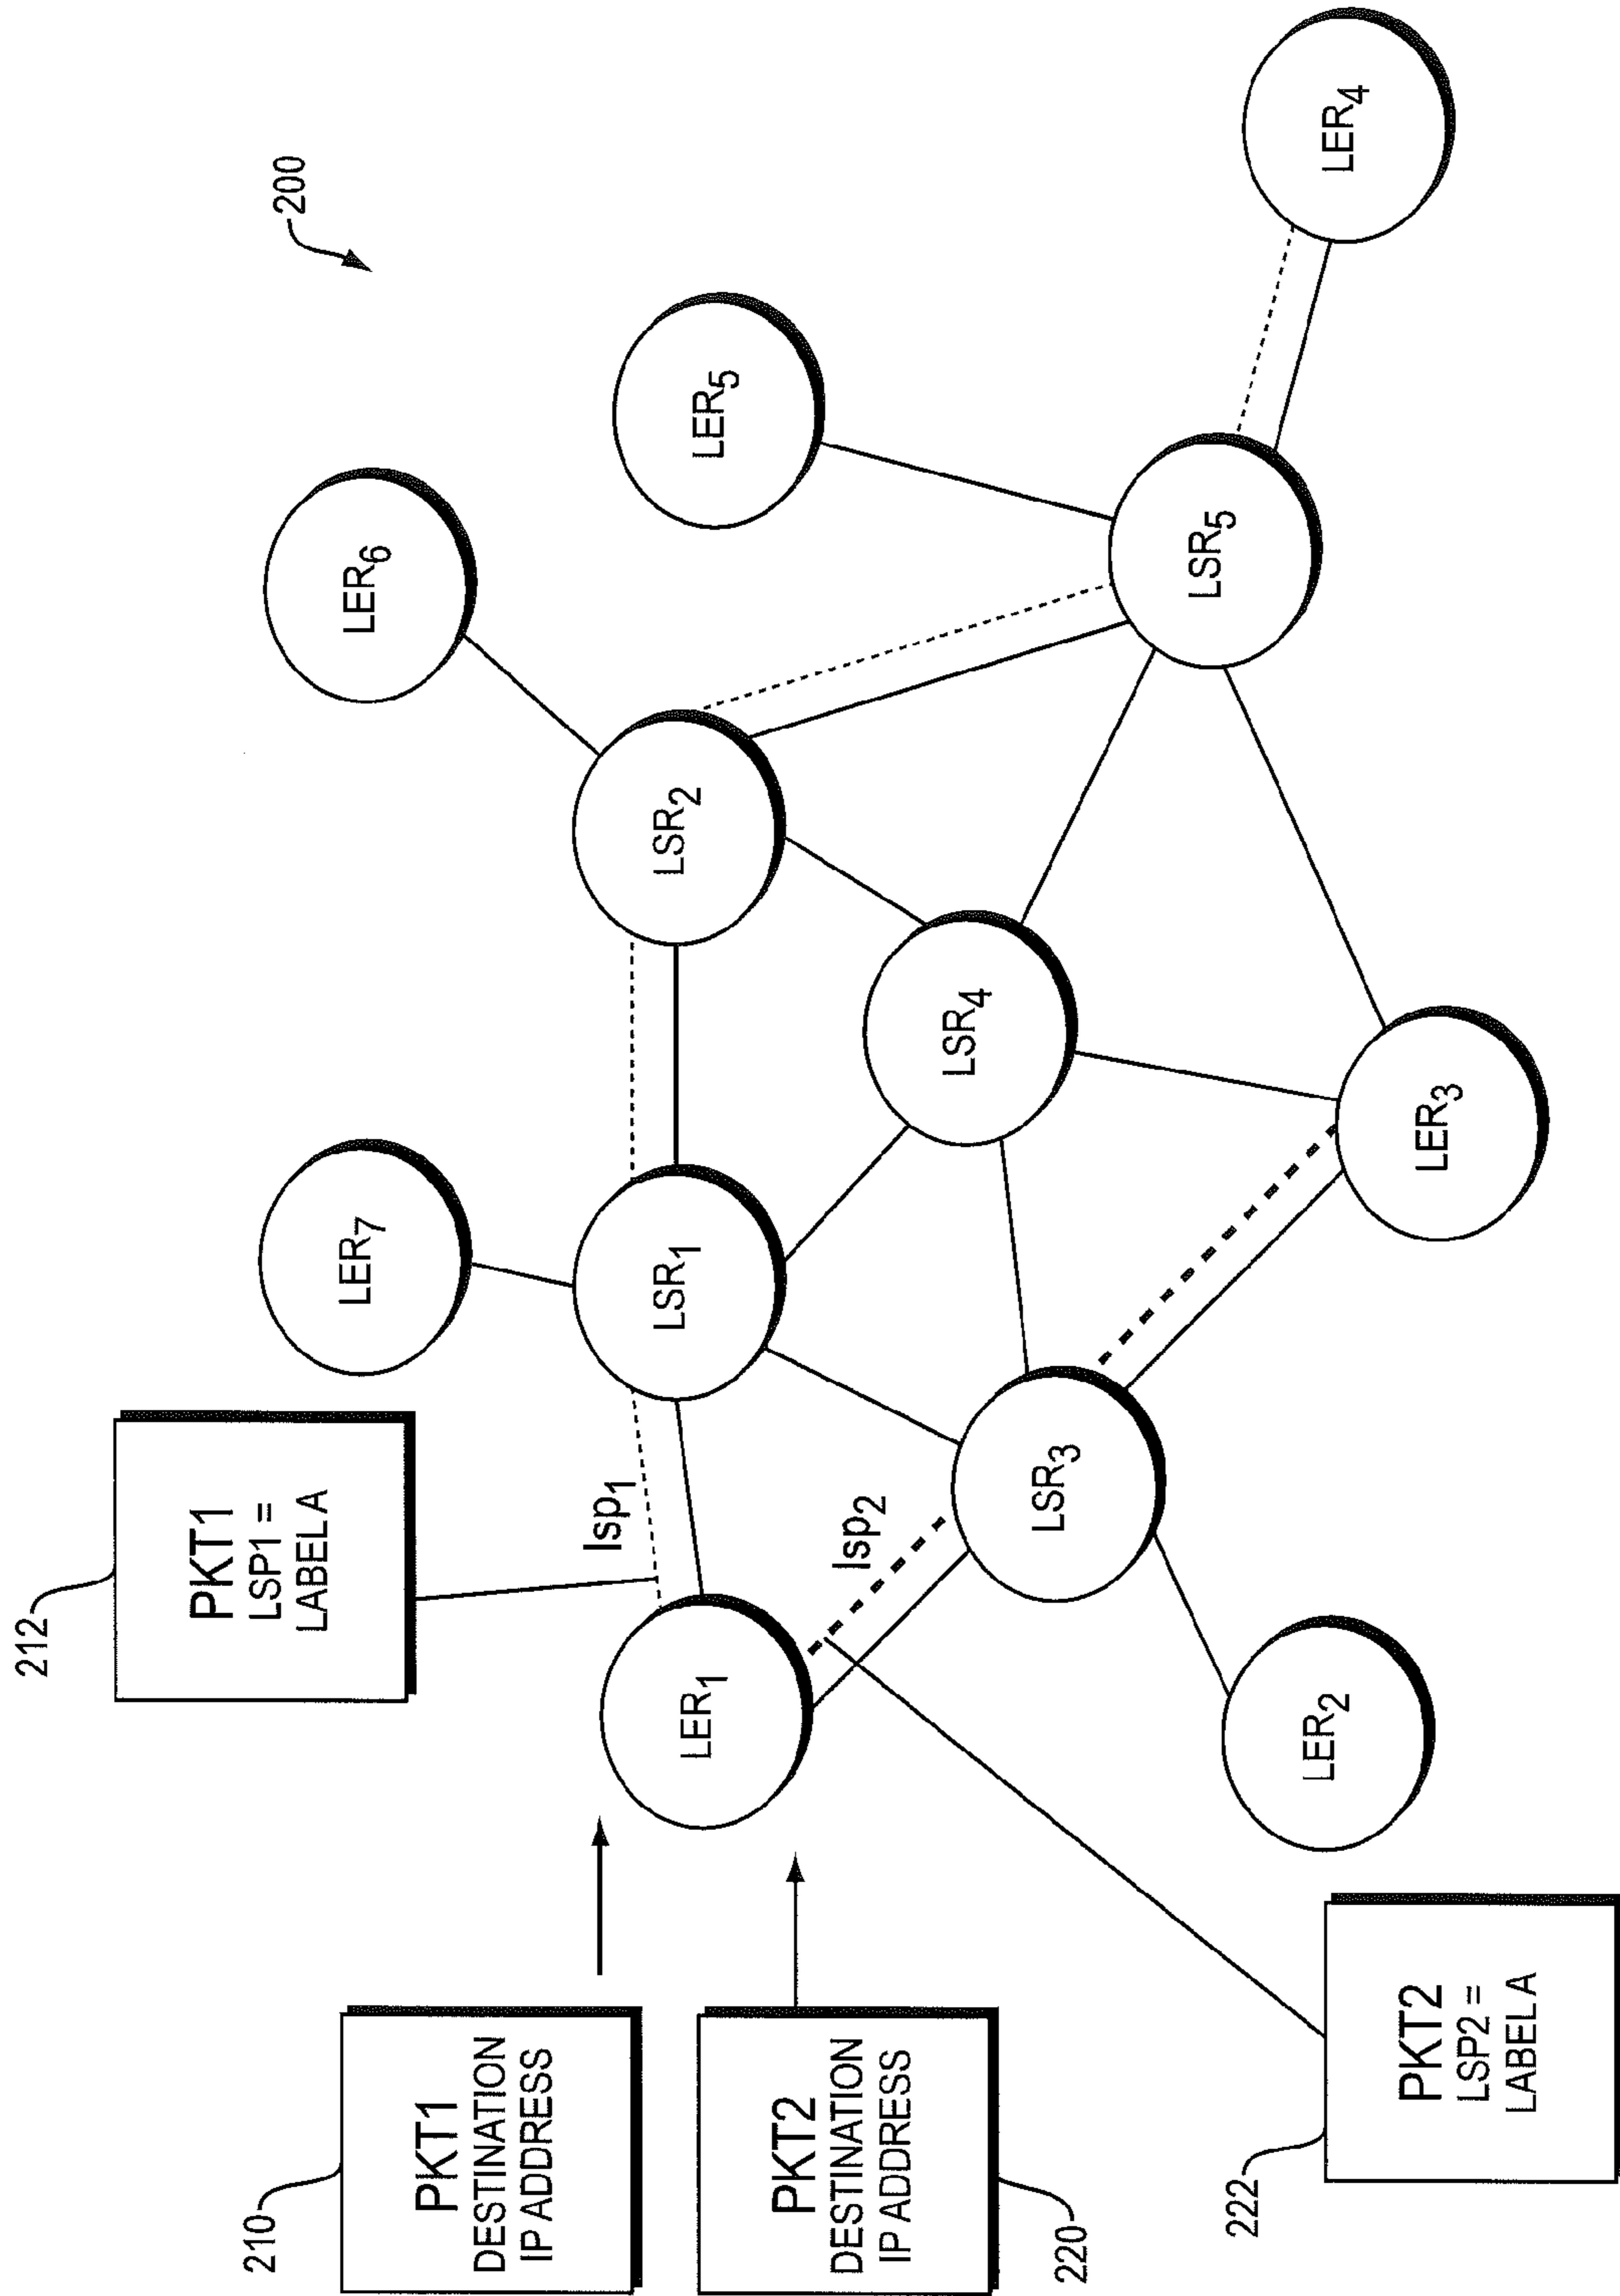 200
212
PKT1
LSP1 =
LABEL A
LER7
LER6
LER5
LER4
210
PKT1
DESTINATION
IP ADDRESS
lsp1
LER1
LSR1
LSR2
220
PKT2
DESTINATION
IP ADDRESS
lsp2
LSR3
LSR4
LSR5
222
PKT2
LSP2 =
LABEL A
LER2
LER3